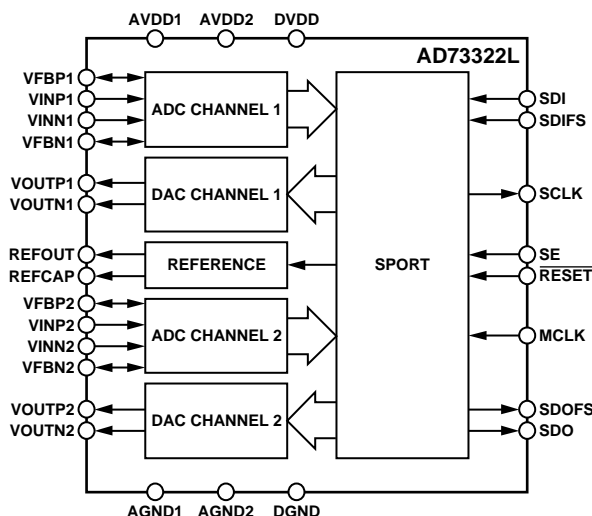 AVDD1 AVDD2 DVDD
AD73322L
VFBP1
VINP1
VINN1
VFBN1
ADC CHANNEL 1
VOUTP1
VOUTN1
DAC CHANNEL 1
REFOUT
REFCAP
REFERENCE
VFBP2
VINP2
VINN2
VFBN2
ADC CHANNEL 2
VOUTP2
VOUTN2
DAC CHANNEL 2
SPORT
SDI
SDIFS
SCLK
SE
RESET
MCLK
SDOFS
SDO
AGND1 AGND2 DGND